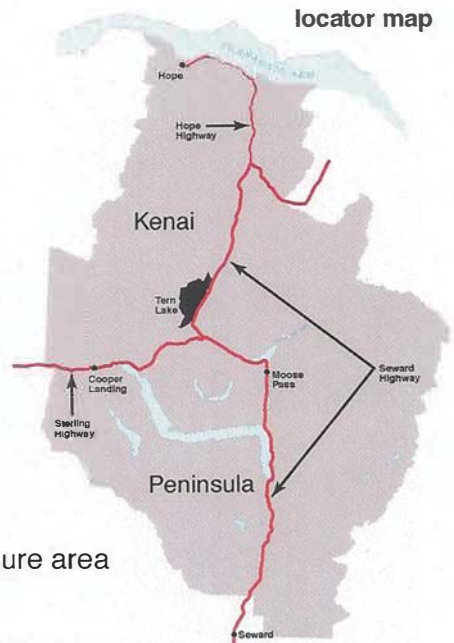 locator map
Hope
Hope
Highway
Kenai
Tern
Lake
Cooper
Landing
Moose
Pass
Seward
Highway
Sterling
Highway
Peninsula
ure area
Seward